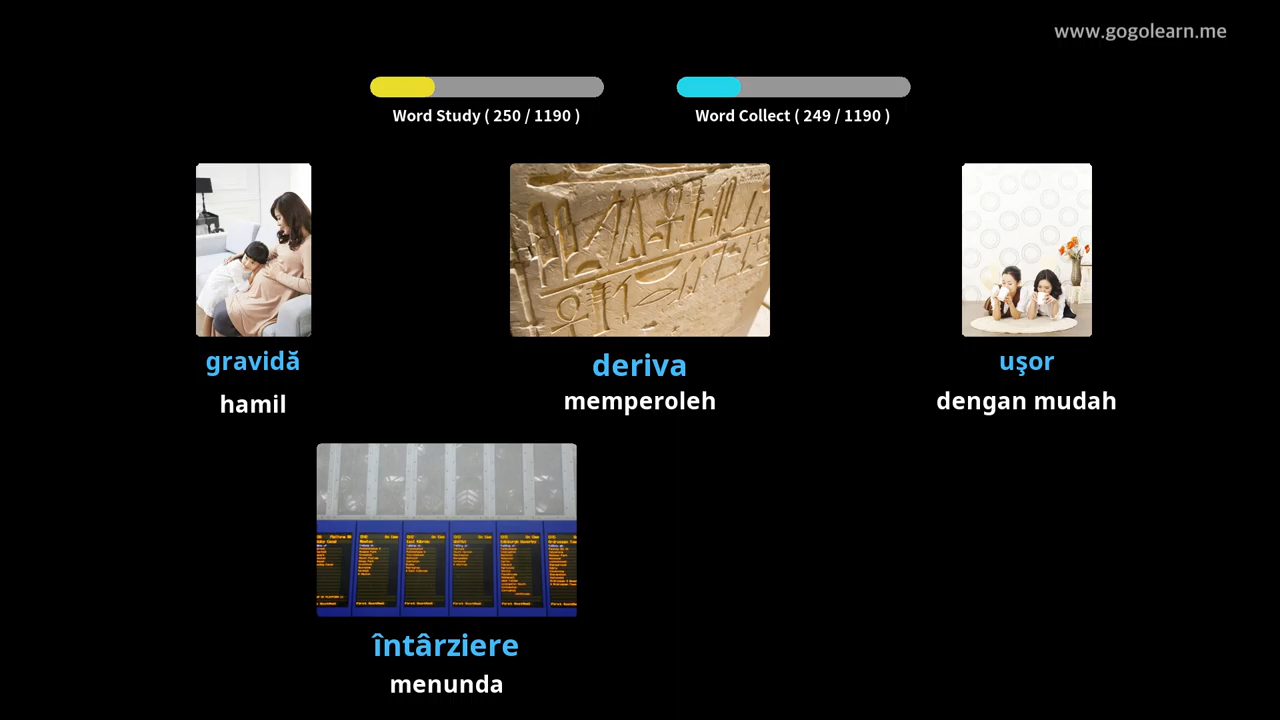 www.gogolearn.me
Word Study ( 250 / 1190 )
Word Collect ( 249 / 1190 )
gravidă
deriva
uşor
hamil
memperoleh
dengan mudah
întârziere
menunda